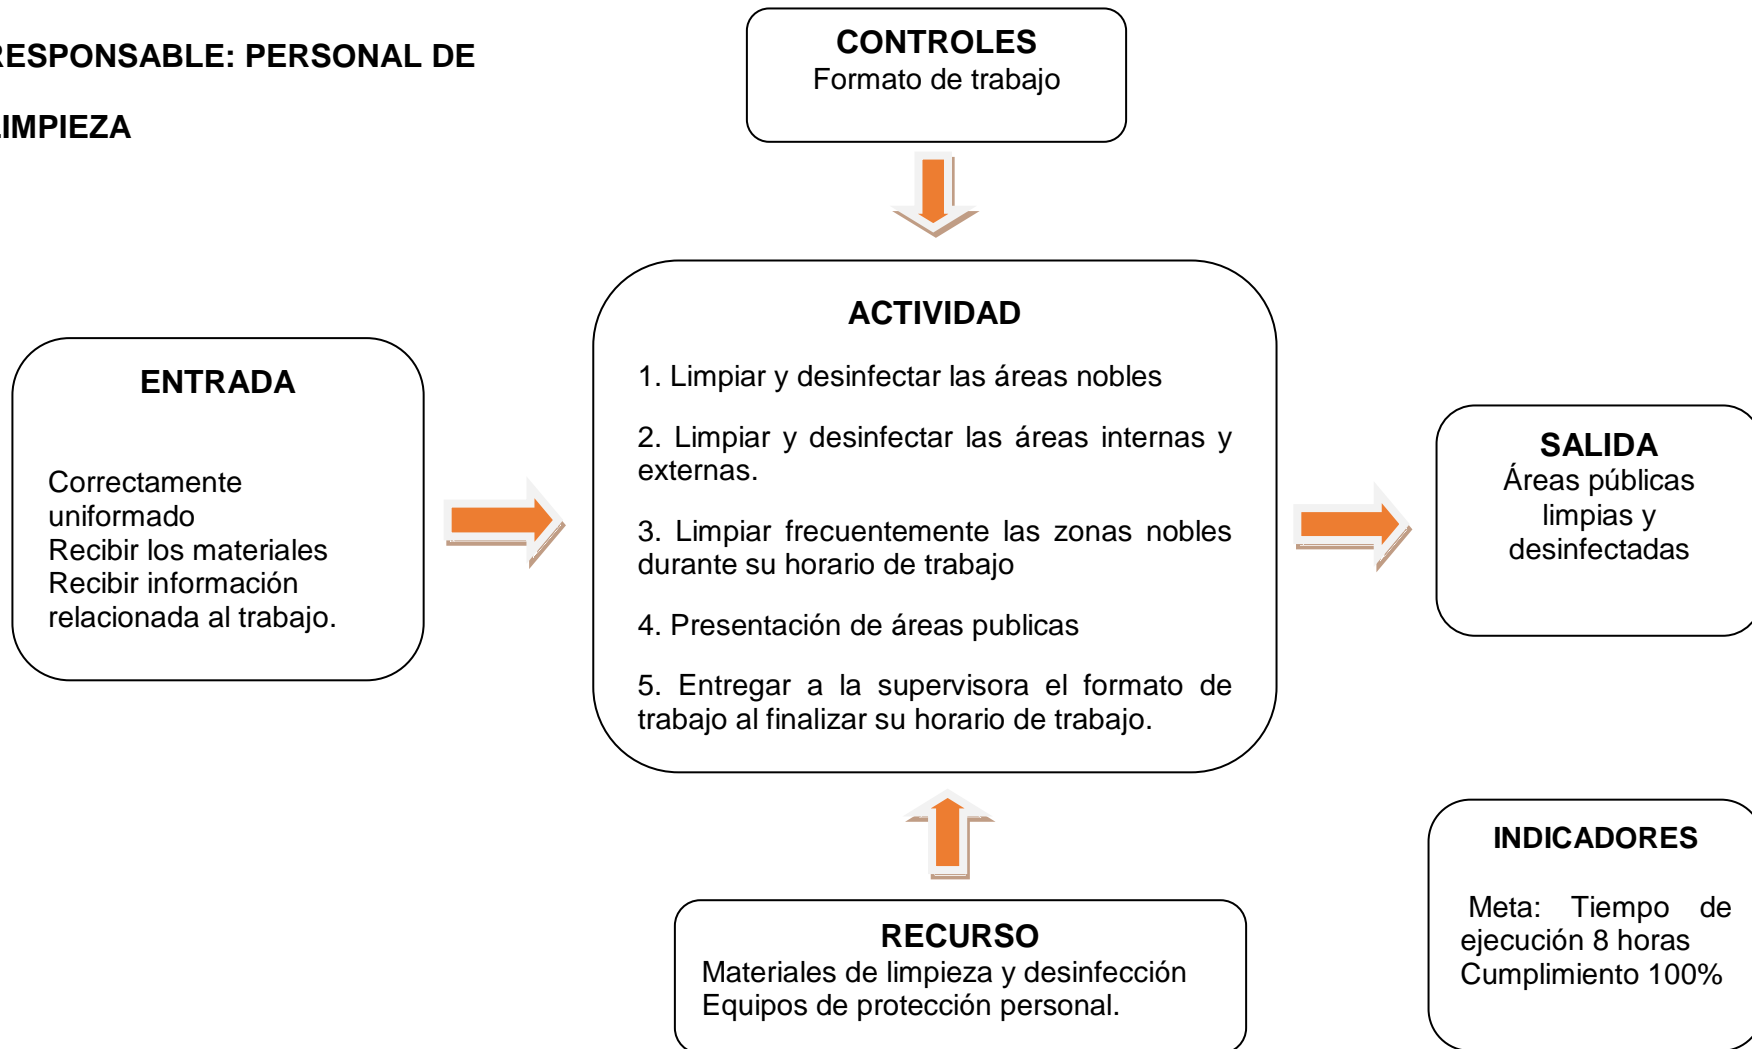 RESPONSABLE: PERSONAL DE
LIMPIEZA
CONTROLES
Formato de trabajo
ACTIVIDAD
1. Limpiar y desinfectar las áreas nobles
2. Limpiar y desinfectar las áreas internas y
externas.
3. Limpiar frecuentemente las zonas nobles
durante su horario de trabajo
4. Presentación de áreas publicas
5. Entregar a la supervisora el formato de
trabajo al finalizar su horario de trabajo.
ENTRADA
Correctamente
uniformado
Recibir los materiales
Recibir información
relacionada al trabajo.
SALIDA
Áreas públicas
limpias y
desinfectadas
RECURSO
Materiales de limpieza y desinfección
Equipos de protección personal.
INDICADORES
Meta: Tiempo de
ejecución 8 horas
Cumplimiento 100%